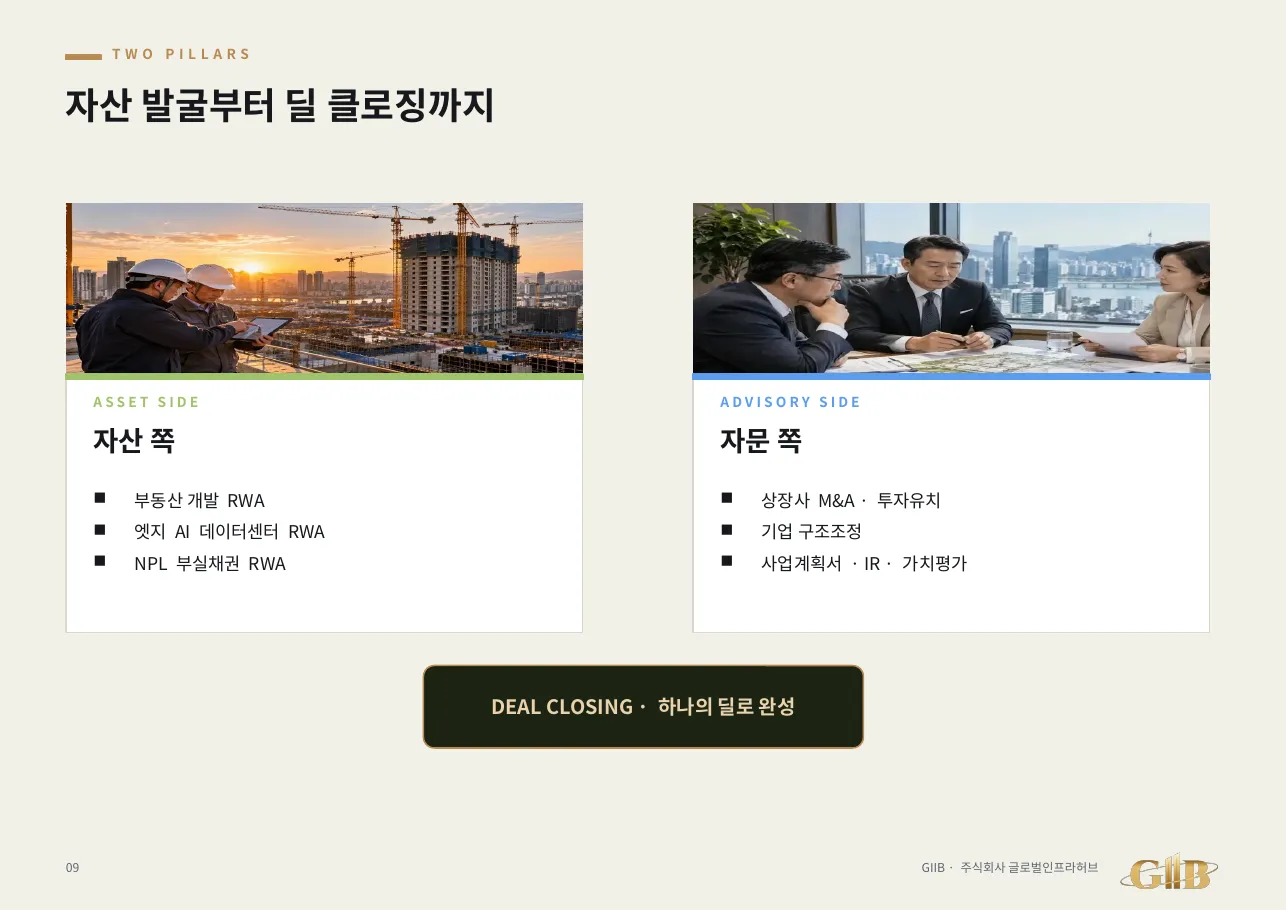 TWO PILLARS
자산 발굴부터 딜 클로징까지
ASSET SIDE
자산 쪽
■ 부동산 개발 RWA
■ 엣지 AI 데이터센터 RWA
■ NPL 부실채권 RWA
ADVISORY SIDE
자문 쪽
■ 상장사 M&A · 투자유치
■ 기업 구조조정
■ 사업계획서 · IR · 가치평가
DEAL CLOSING · 하나의 딜로 완성
09
GIIB · 주식회사 글로벌인프라허브
GIIB